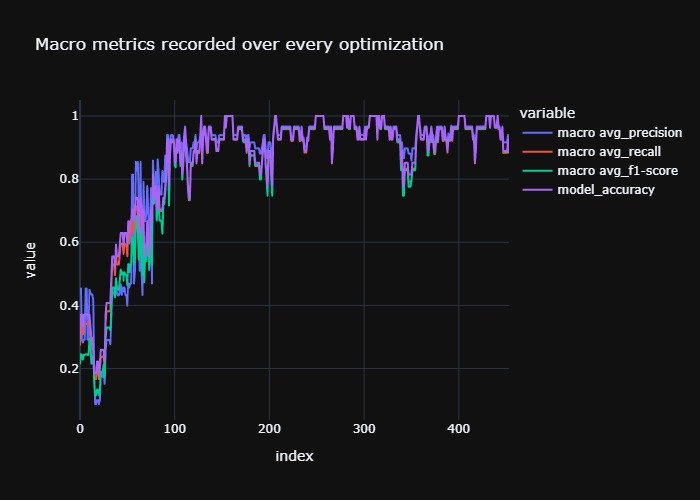 Macro metrics recorded over every optimization
variable
macro avg_precision
macro avg_recall
macro avg_f1-score
model_accuracy
value
1
0.8
0.6
0.4
0.2
0
100
200
300
400
index